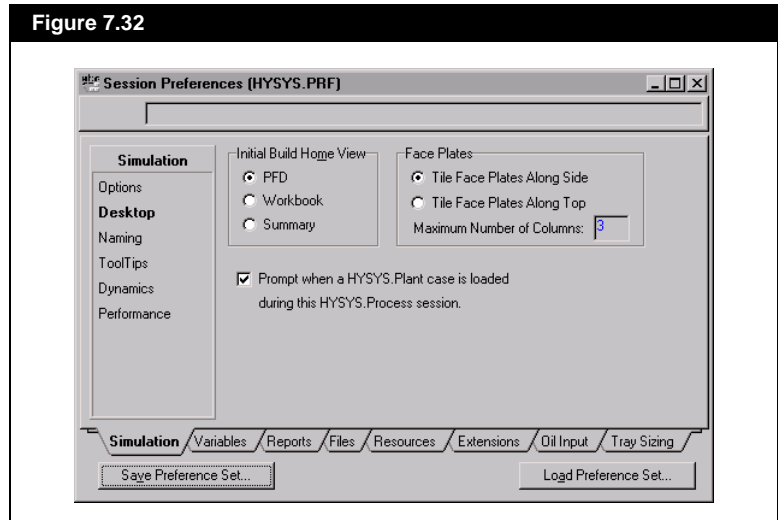 Figure 7.32
Session Preferences (HYSYS.PRF)
Simulation
Options
Desktop
Naming
ToolTips
Dynamics
Performance
Initial Build Home View
PFD
Workbook
Summary
Face Plates
Tile Face Plates Along Side
Tile Face Plates Along Top
Maximum Number of Columns: 3
Prompt when a HYSYS.Plant case is loaded
during this HYSYS.Process session.
Simulation Variables Reports Files Resources Extensions Oil Input Tray Sizing
Save Preference Set... Load Preference Set...